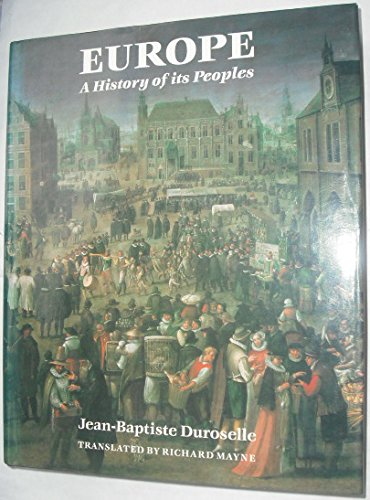 EUROPE
A History of its Peoples
Jean-Baptiste Duroselle
TRANSLATED BY RICHARD MAYNE